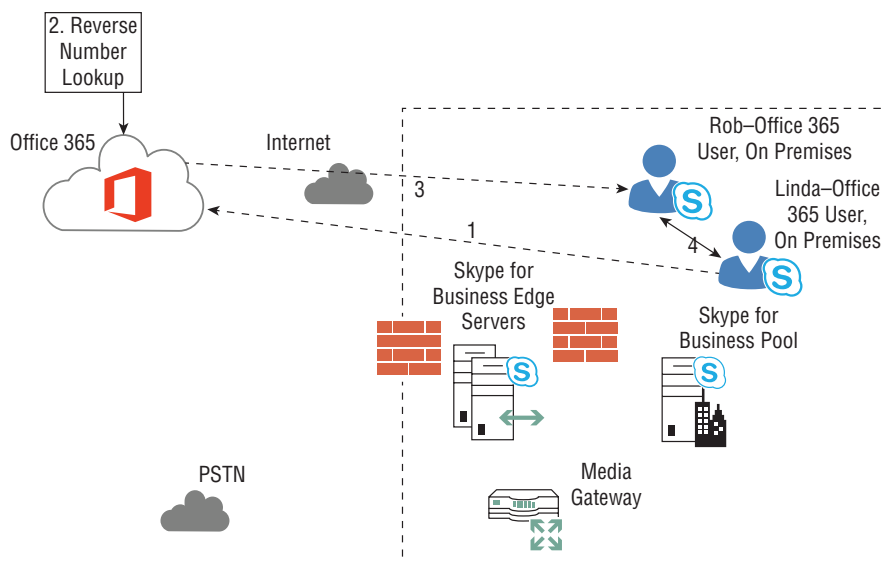 2. Reverse
Number
Lookup
Office 365
Internet
Rob–Office 365
User, On Premises
Linda–Office
365 User,
On Premises
3
1
4
S
S
Skype for
Business Edge
Servers
S
Skype for
Business Pool
S
PSTN
Media
Gateway